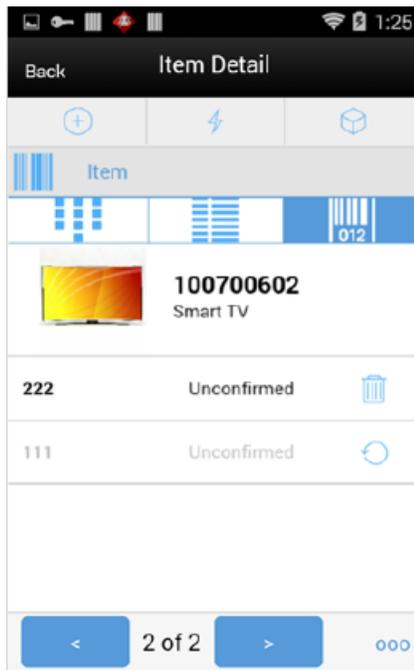 1:25
Back Item Detail
Item
012
100700602
Smart TV
222 Unconfirmed
111 Unconfirmed
< 2 of 2 > ooo